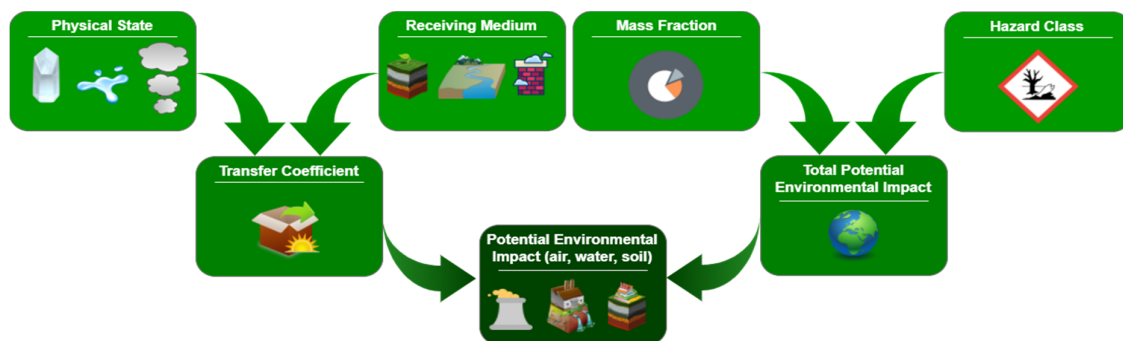 Physical State
Receiving Medium
Mass Fraction
Hazard Class
Transfer Coefficient
Total Potential
Environmental Impact
Potential Environmental
Impact (air, water, soil)